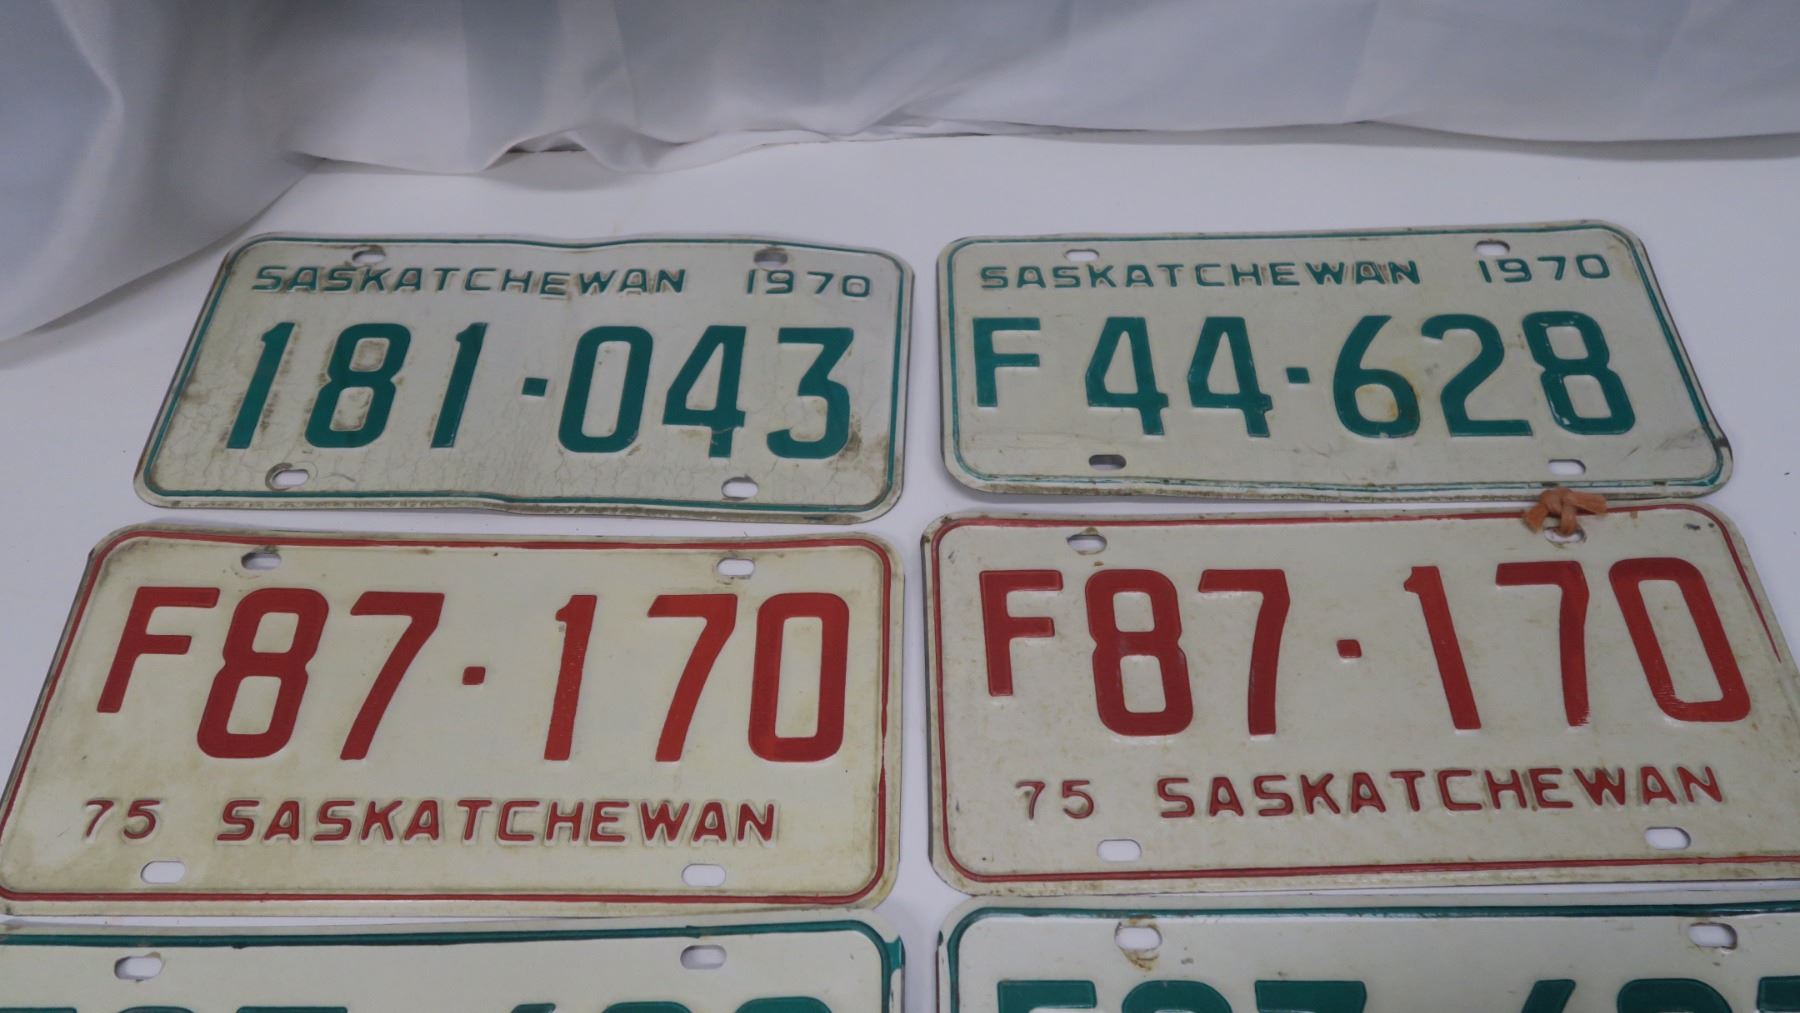 SASKATCHEWAN 1970
181·043
SASKATCHEWAN 1970
F44·628
F87·170
75 SASKATCHEWAN
F87·170
75 SASKATCHEWAN